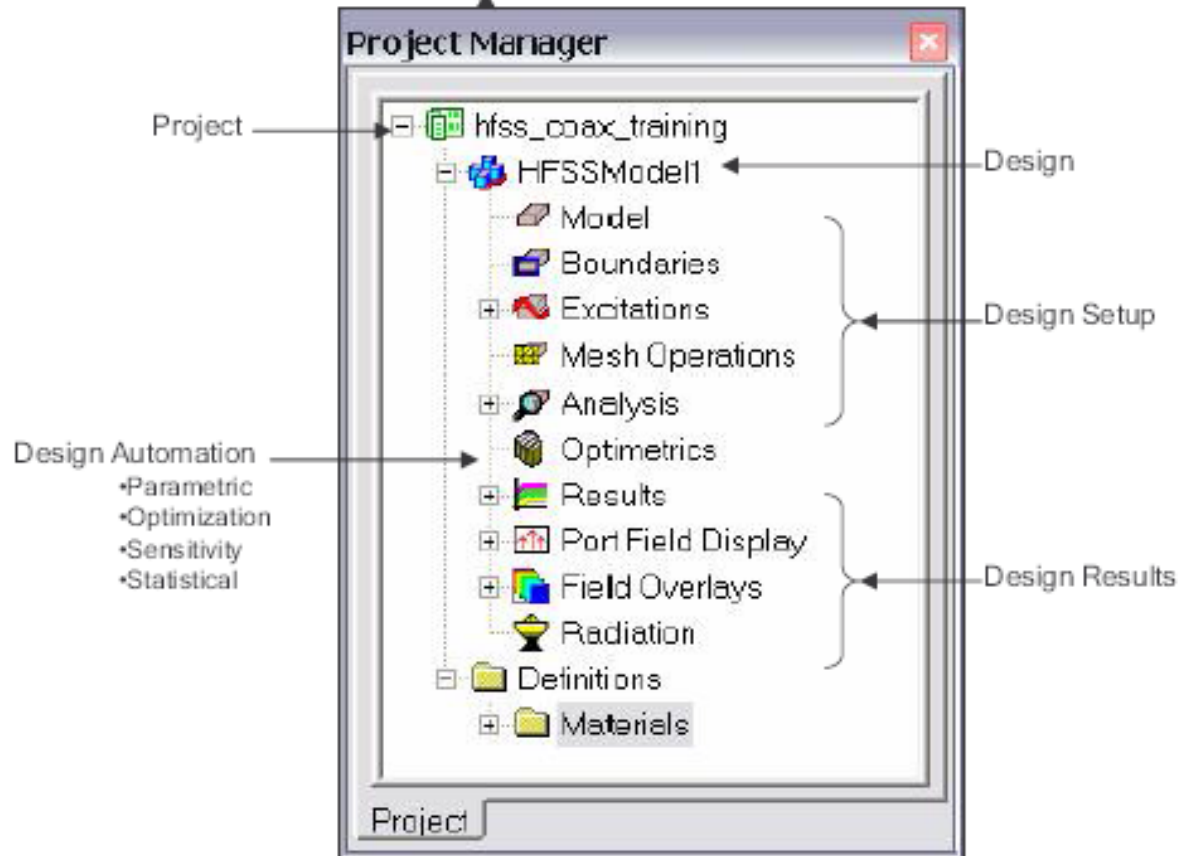 Project Manager
Project
hfss_coax_training
HFSSModel1
Design
Model
Boundaries
Excitations
Mesh Operations
Analysis
Design Setup
Optimetrics
Design Automation
•Parametric
•Optimization
•Sensitivity
•Statistical
Results
Port Field Display
Field Overlays
Radiation
Design Results
Definitions
Materials
Project